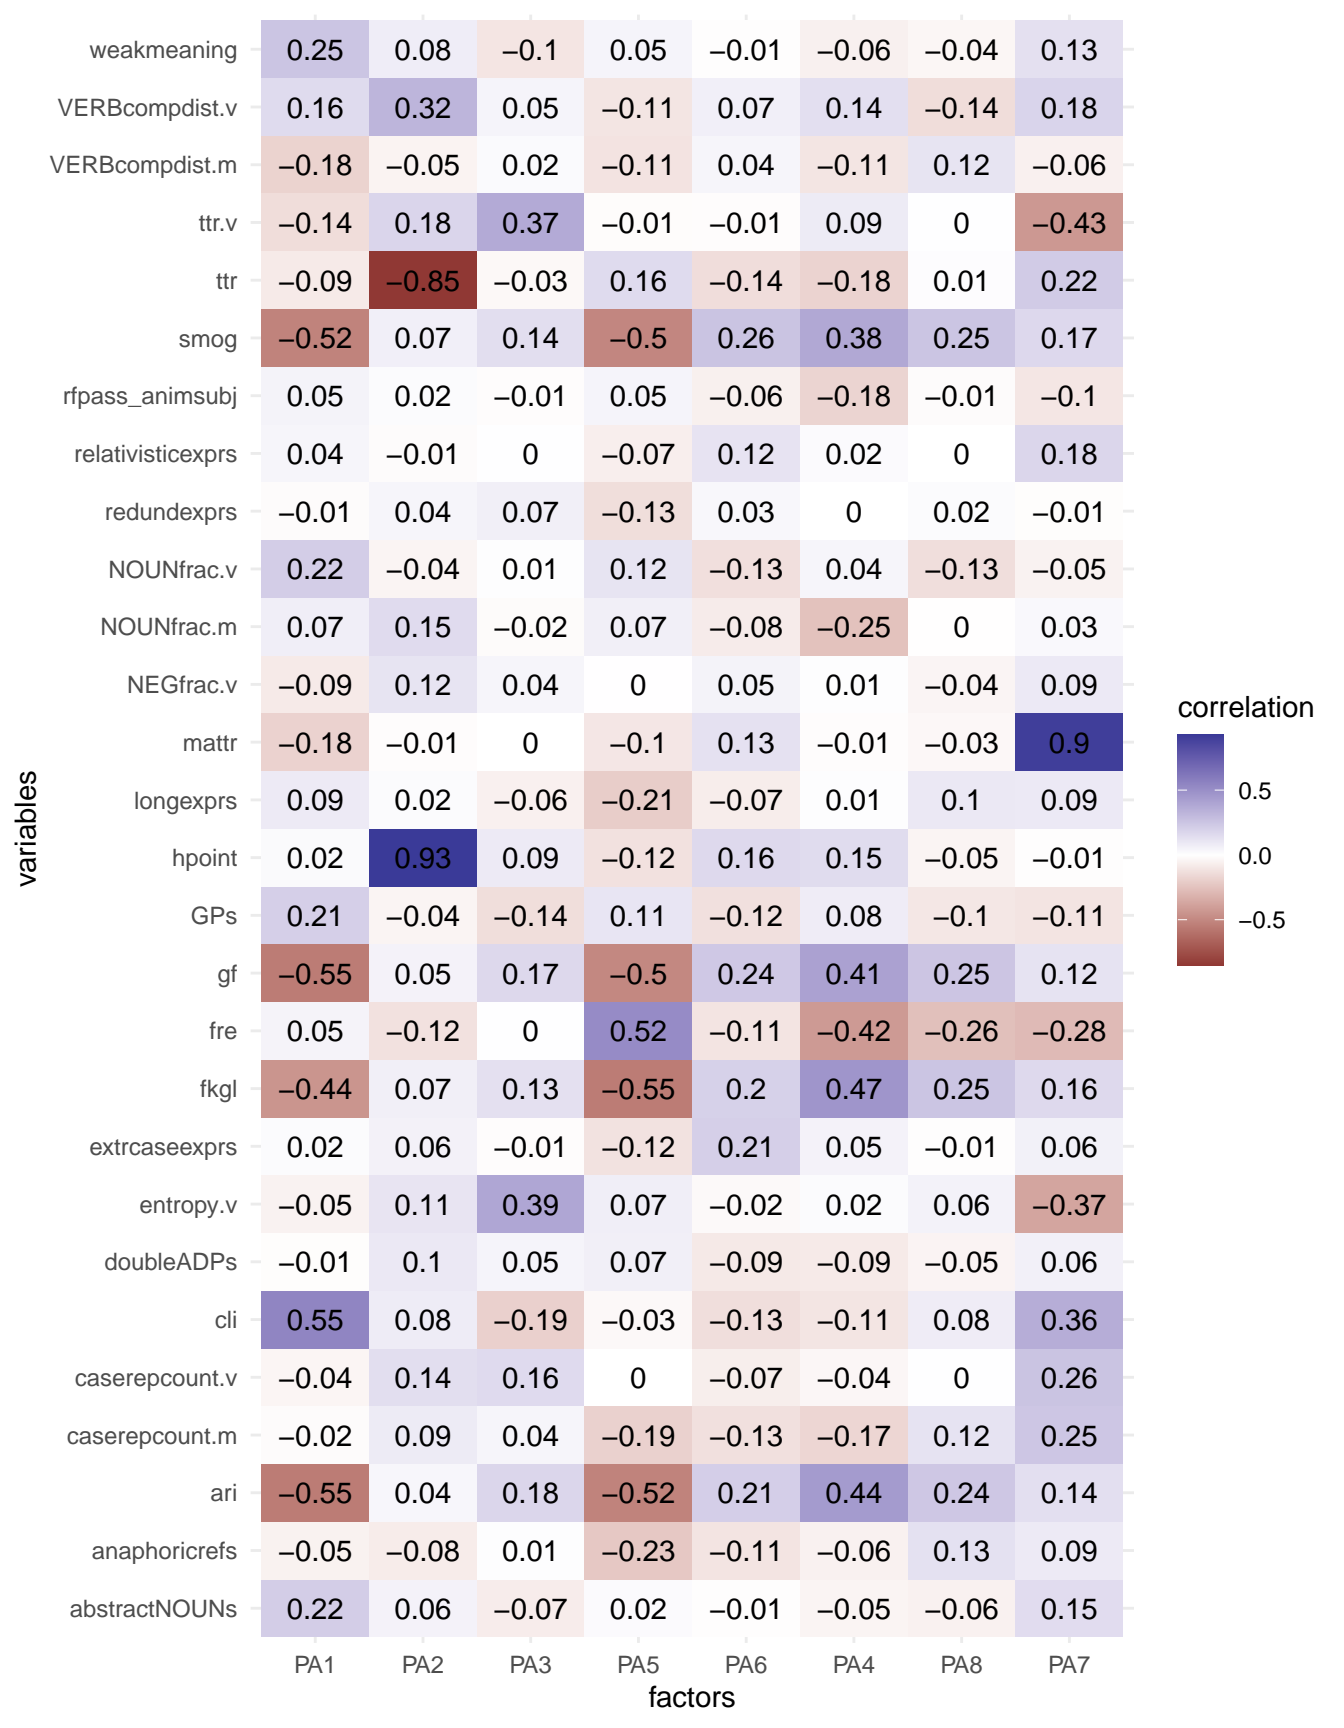 weakmeaning 0.25 0.08 −0.1 0.05 −0.01 −0.06 −0.04 0.13
VERBcompdist.v 0.16 0.32 0.05 −0.11 0.07 0.14 −0.14 0.18
VERBcompdist.m −0.18 −0.05 0.02 −0.11 0.04 −0.11 0.12 −0.06
ttr.v −0.14 0.18 0.37 −0.01 −0.01 0.09 0 −0.43
ttr −0.09 −0.85 −0.03 0.16 −0.14 −0.18 0.01 0.22
smog −0.52 0.07 0.14 −0.5 0.26 0.38 0.25 0.17
rfpass_animsubj 0.05 0.02 −0.01 0.05 −0.06 −0.18 −0.01 −0.1
relativisticexprs 0.04 −0.01 0 −0.07 0.12 0.02 0 0.18
redundexprs −0.01 0.04 0.07 −0.13 0.03 0 0.02 −0.01
NOUNfrac.v 0.22 −0.04 0.01 0.12 −0.13 0.04 −0.13 −0.05
NOUNfrac.m 0.07 0.15 −0.02 0.07 −0.08 −0.25 0 0.03
NEGfrac.v −0.09 0.12 0.04 0 0.05 0.01 −0.04 0.09
mattr −0.18 −0.01 0 −0.1 0.13 −0.01 −0.03 0.9
longexprs 0.09 0.02 −0.06 −0.21 −0.07 0.01 0.1 0.09
hpoint 0.02 0.93 0.09 −0.12 0.16 0.15 −0.05 −0.01
GPs 0.21 −0.04 −0.14 0.11 −0.12 0.08 −0.1 −0.11
gf −0.55 0.05 0.17 −0.5 0.24 0.41 0.25 0.12
fre 0.05 −0.12 0 0.52 −0.11 −0.42 −0.26 −0.28
fkgl −0.44 0.07 0.13 −0.55 0.2 0.47 0.25 0.16
extrcaseexprs 0.02 0.06 −0.01 −0.12 0.21 0.05 −0.01 0.06
entropy.v −0.05 0.11 0.39 0.07 −0.02 0.02 0.06 −0.37
doubleADPs −0.01 0.1 0.05 0.07 −0.09 −0.09 −0.05 0.06
cli 0.55 0.08 −0.19 −0.03 −0.13 −0.11 0.08 0.36
caserepcount.v −0.04 0.14 0.16 0 −0.07 −0.04 0 0.26
caserepcount.m −0.02 0.09 0.04 −0.19 −0.13 −0.17 0.12 0.25
ari −0.55 0.04 0.18 −0.52 0.21 0.44 0.24 0.14
anaphoricrefs −0.05 −0.08 0.01 −0.23 −0.11 −0.06 0.13 0.09
abstractNOUNs 0.22 0.06 −0.07 0.02 −0.01 −0.05 −0.06 0.15
PA1 PA2 PA3 PA5 PA6 PA4 PA8 PA7
factors
variables
correlation
0.5
0.0
−0.5